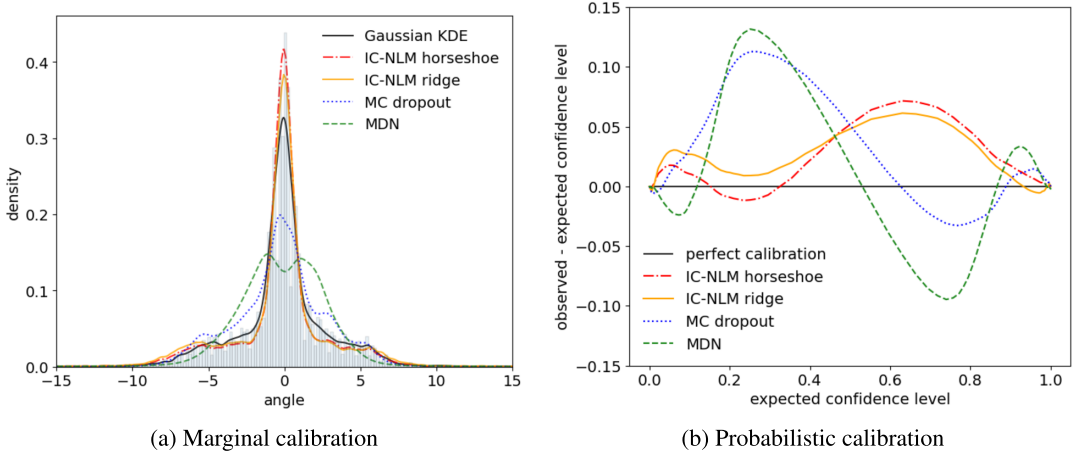 0.4
0.3
0.2
0.1
0.0
density
−15
−10
−5
0
5
10
15
angle
Gaussian KDE
IC-NLM horseshoe
IC-NLM ridge
MC dropout
MDN
(a) Marginal calibration
0.15
0.10
0.05
0.00
−0.05
−0.10
−0.15
observed - expected confidence level
perfect calibration
IC-NLM horseshoe
IC-NLM ridge
MC dropout
MDN
0.0
0.2
0.4
0.6
0.8
1.0
expected confidence level
(b) Probabilistic calibration